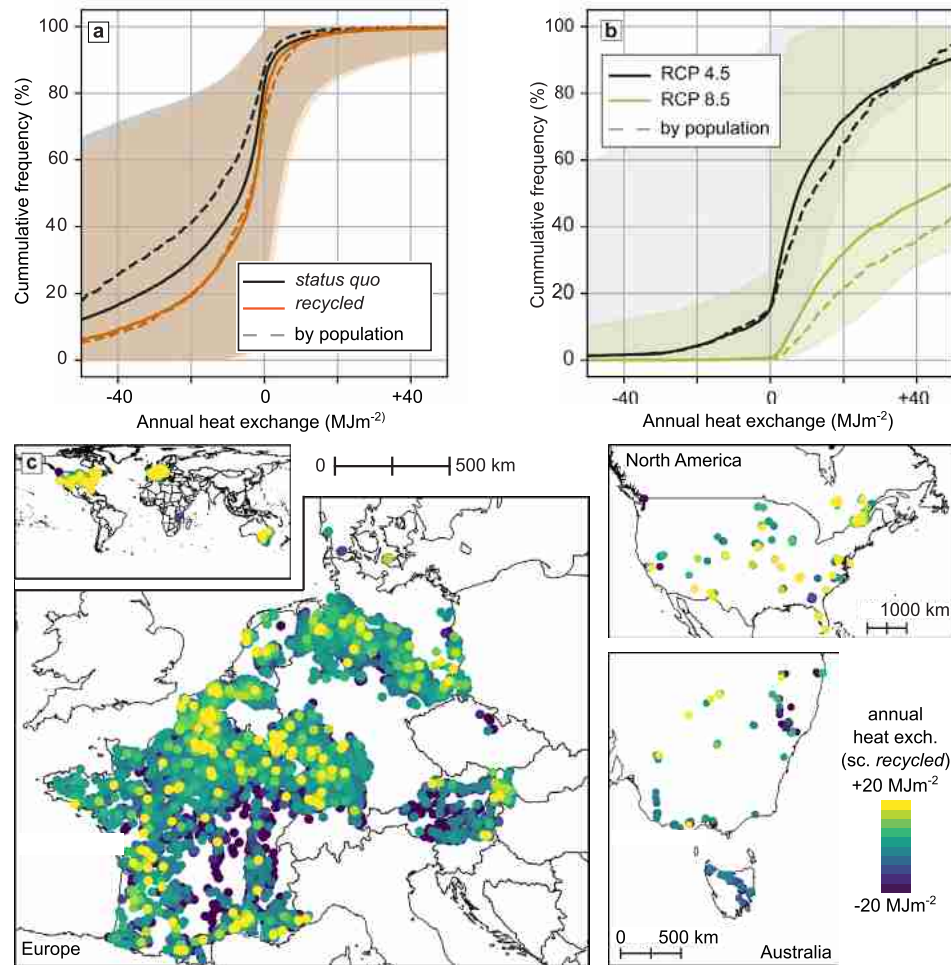 100
80
60
40
20
0
Cummulative frequency (%)
a
status quo
recycled
by population
-40
0
+40
Annual heat exchange (MJm-2)
100
80
60
40
20
0
Cummulative frequency (%)
b
RCP 4.5
RCP 8.5
by population
-40
0
+40
Annual heat exchange (MJm-2)
c
0 500 km
Europe
North America
1000 km
0 500 km
Australia
annual
heat exch.
(sc. recycled)
+20 MJm-2
-20 MJm-2